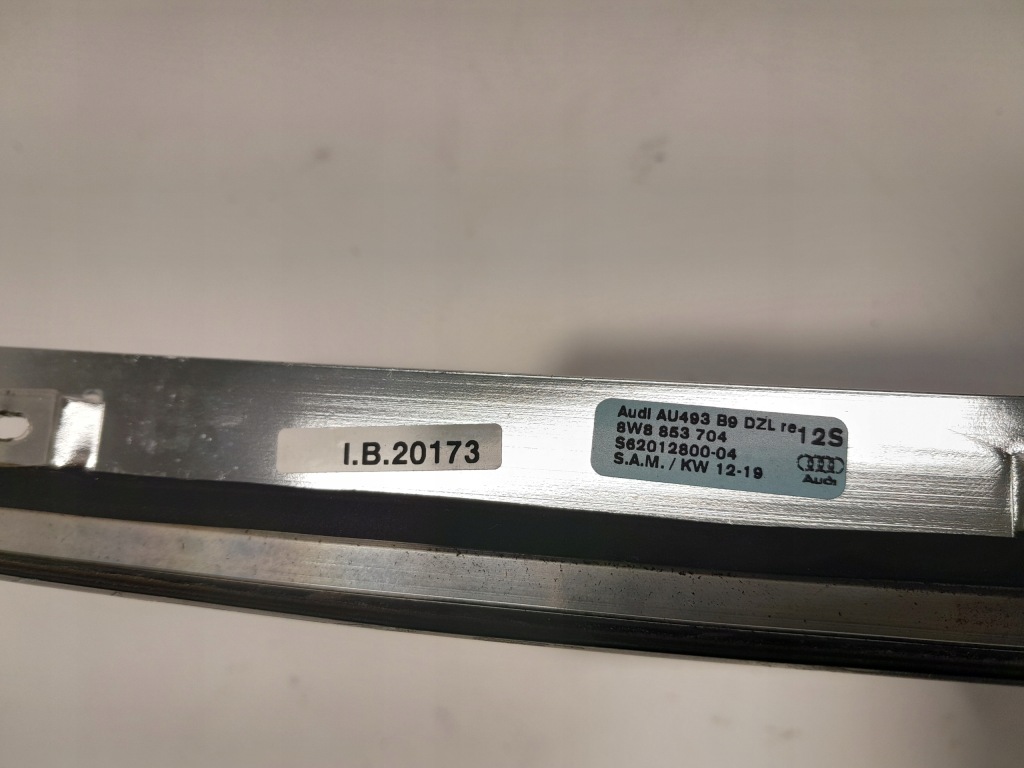 I.B.20173
Audi AU493 B9 DZL re 12S
8W8 853 704
S62012800-04
S.A.M. / KW 12-19
Audi